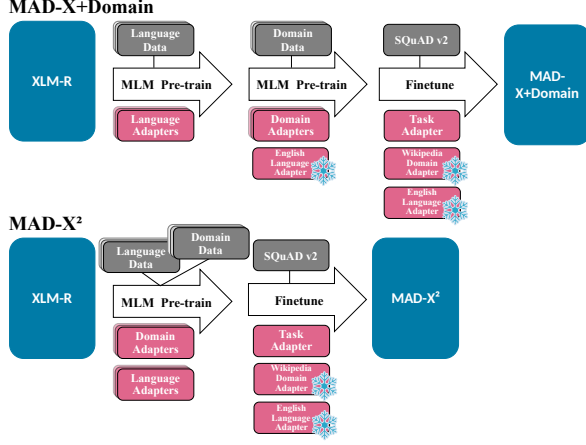 MAD-X+Domain
Language
Data
Domain
Data
SQuAD v2
XLM-R
MLM Pre-train
MLM Pre-train
Finetune
MAD-
X+Domain
Language
Adapters
Domain
Adapters
Task
Adapter
English
Language
Adapter
Wikipedia
Domain
Adapter
English
Language
Adapter
MAD-X²
Language
Data
Domain
Data
SQuAD v2
XLM-R
MLM Pre-train
Finetune
MAD-X²
Domain
Adapters
Task
Adapter
Language
Adapters
Wikipedia
Domain
Adapter
English
Language
Adapter